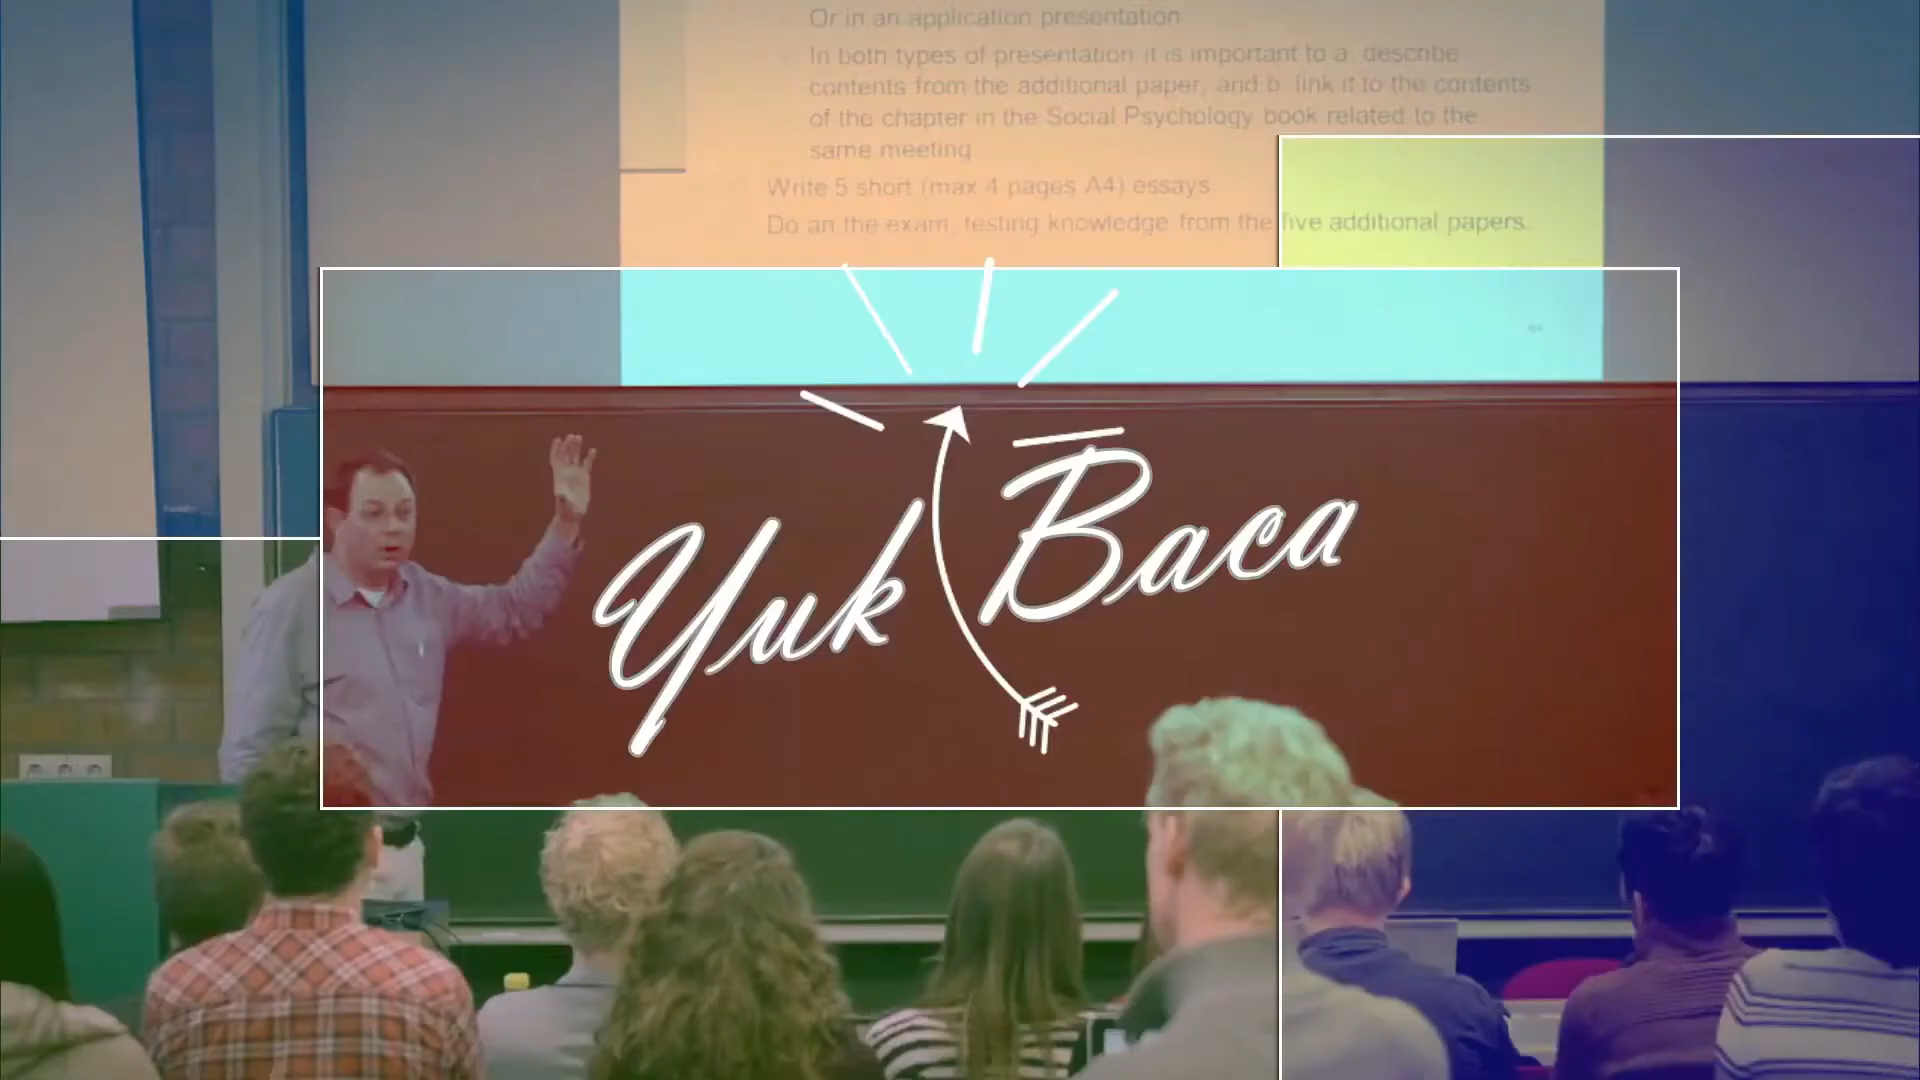 Or in an application presentation
In both types of presentation it is important to a. describe
contents from the additional paper, and b. link it to the contents
of the chapter in the Social Psychology book related to the
same meeting
Write 5 short (max 4 pages A4) essays
Do an the exam, testing knowledge from the five additional papers.
Yuk Baca